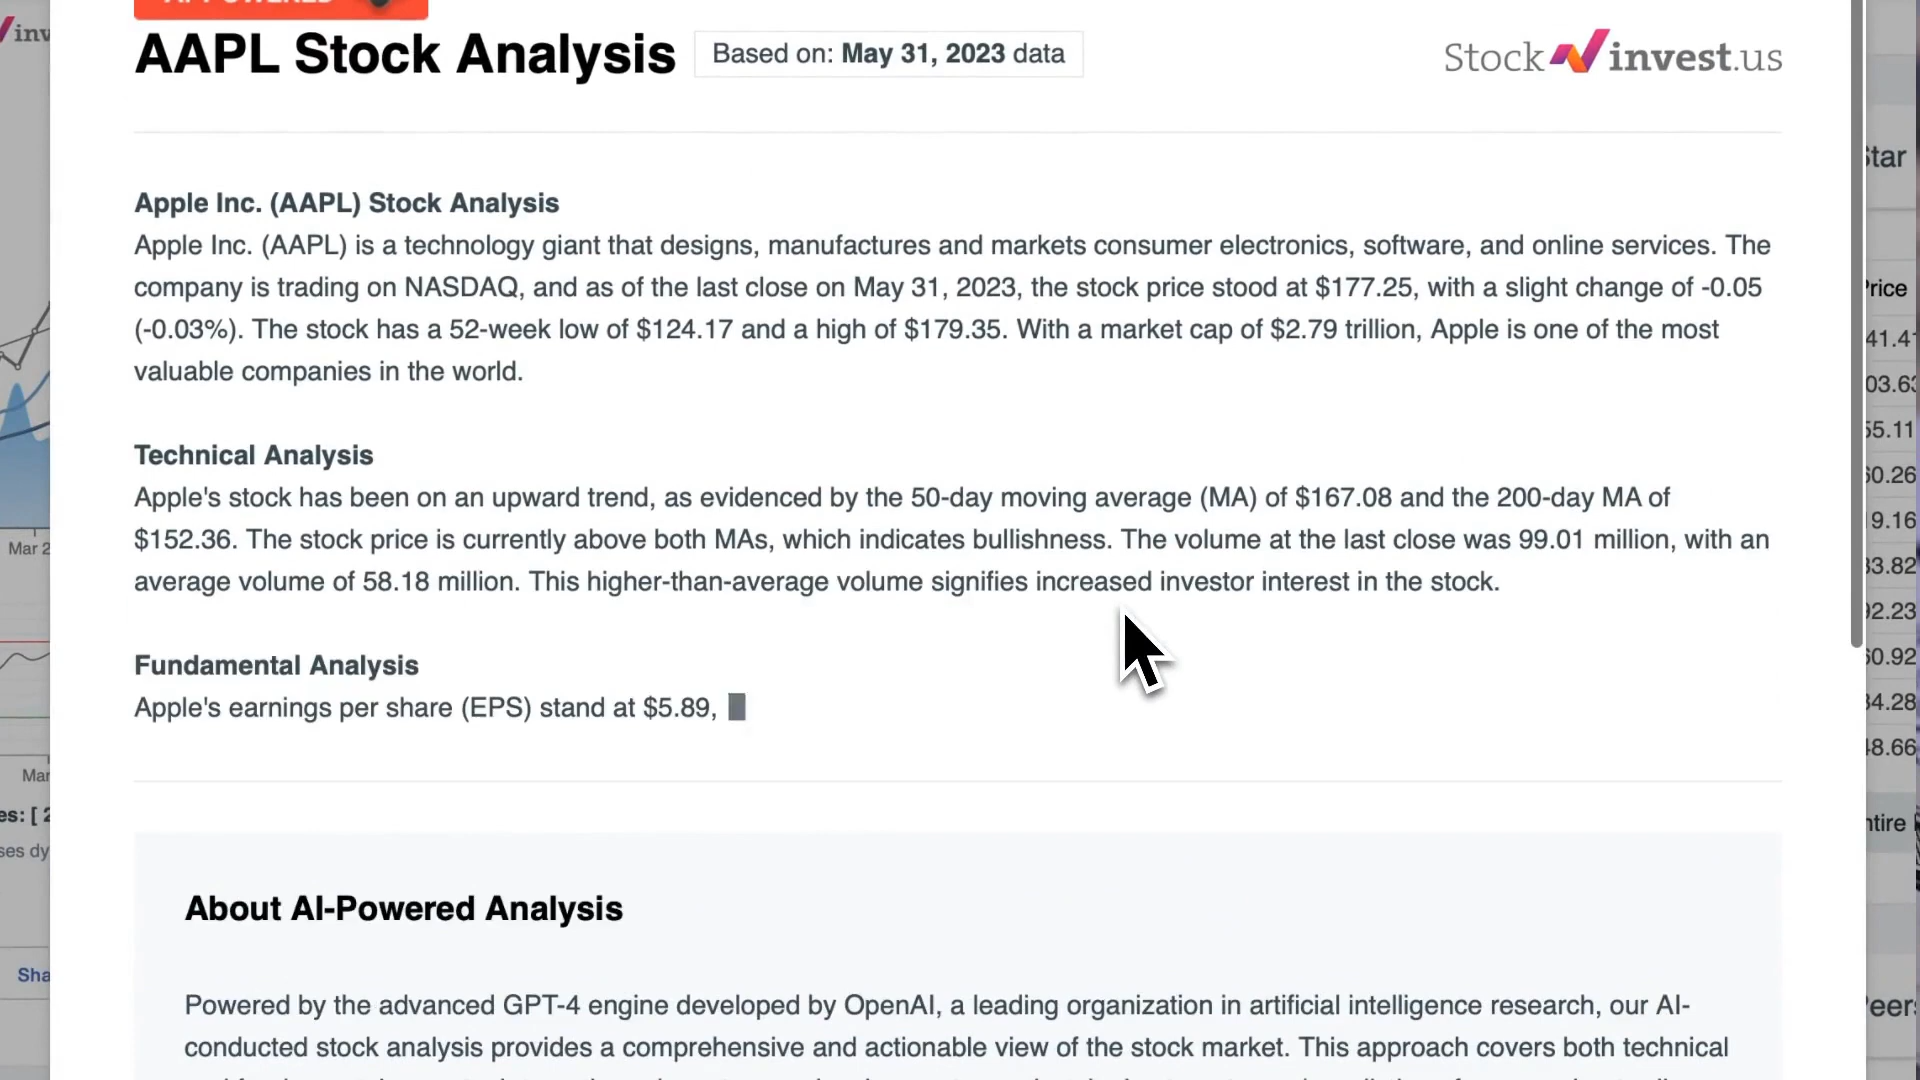 AAPL Stock Analysis
Based on: May 31, 2023 data
Stock invest.us
Apple Inc. (AAPL) Stock Analysis
Apple Inc. (AAPL) is a technology giant that designs, manufactures and markets consumer electronics, software, and online services. The
company is trading on NASDAQ, and as of the last close on May 31, 2023, the stock price stood at $177.25, with a slight change of -0.05
(-0.03%). The stock has a 52-week low of $124.17 and a high of $179.35. With a market cap of $2.79 trillion, Apple is one of the most
valuable companies in the world.
Technical Analysis
Apple's stock has been on an upward trend, as evidenced by the 50-day moving average (MA) of $167.08 and the 200-day MA of
$152.36. The stock price is currently above both MAs, which indicates bullishness. The volume at the last close was 99.01 million, with an
average volume of 58.18 million. This higher-than-average volume signifies increased investor interest in the stock.
Fundamental Analysis
Apple's earnings per share (EPS) stand at $5.89,
About AI-Powered Analysis
Powered by the advanced GPT-4 engine developed by OpenAI, a leading organization in artificial intelligence research, our AI-
conducted stock analysis provides a comprehensive and actionable view of the stock market. This approach covers both technical